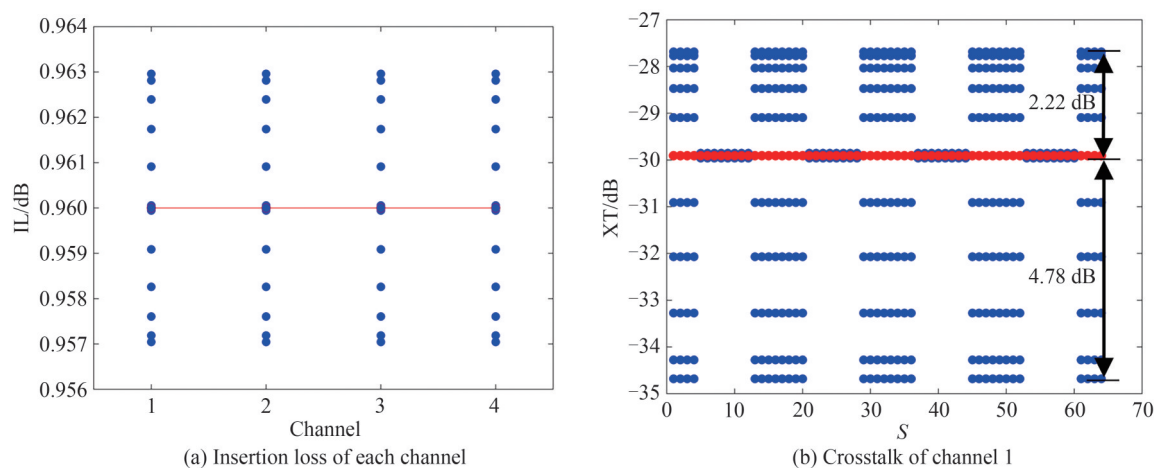 0.964
0.963
0.962
0.961
0.960
0.959
0.958
0.957
0.956
IL/dB
1 2 3 4
Channel
(a) Insertion loss of each channel
−27
−28
−29
−30
−31
−32
−33
−34
−35
XT/dB
2.22 dB
4.78 dB
0 10 20 30 40 50 60 70
S
(b) Crosstalk of channel 1